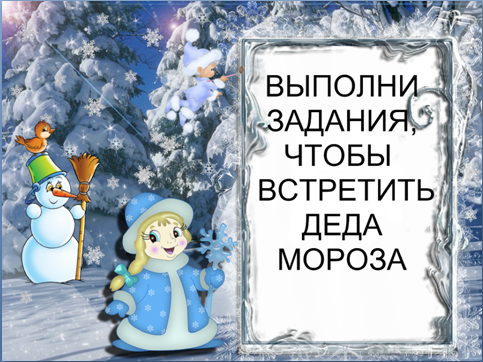 ВЫПОЛНИ
ЗАДАНИЯ,
ЧТОБЫ
ВСТРЕТИТЬ
ДЕДА
МОРОЗА